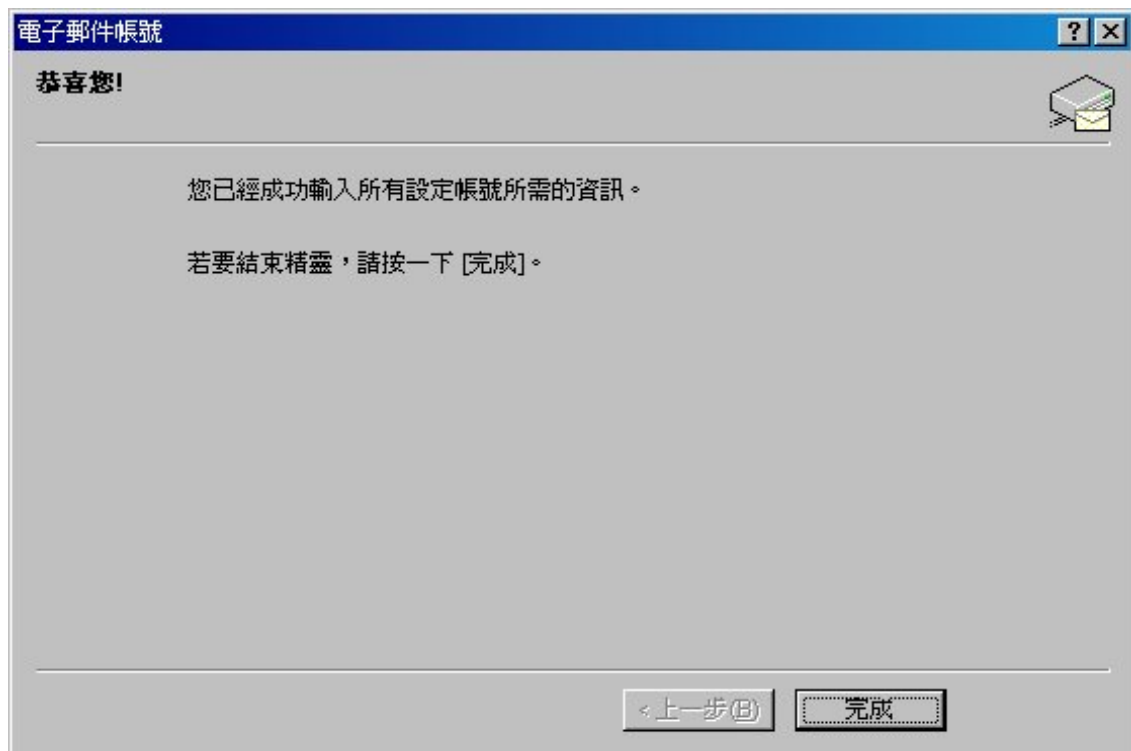 電子郵件帳號
恭喜您!
您已經成功輸入所有設定帳號所需的資訊。
若要結束精靈，請按一下 [完成]。
<上一步(B)
完成